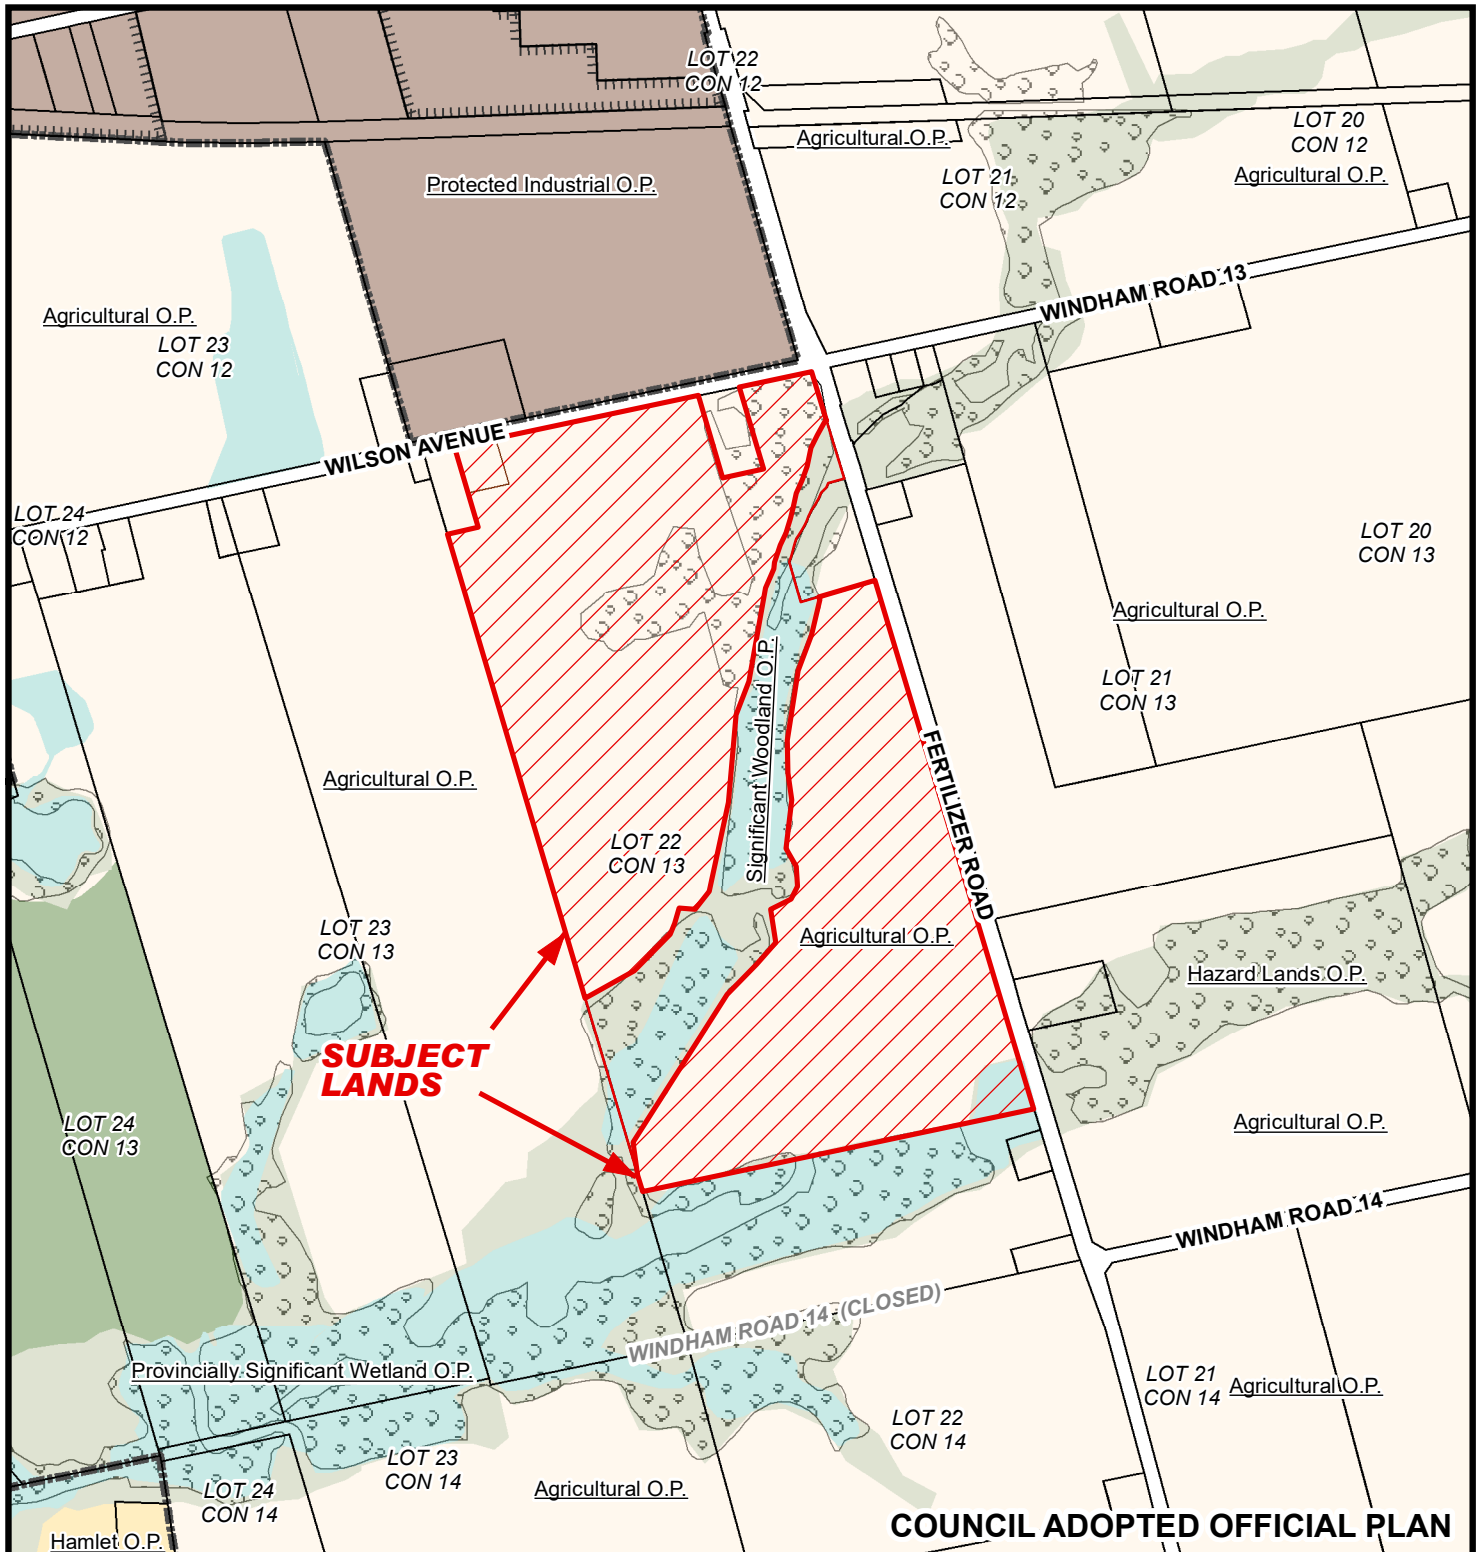 LOT 22
CON 12
Agricultural O.P.
LOT 20
CON 12
Protected Industrial O.P.
LOT 21
CON 12
Agricultural O.P.
WINDHAM ROAD 13
Agricultural O.P.
LOT 23
CON 12
WILSON AVENUE
LOT 24
CON 12
LOT 20
CON 13
Agricultural O.P.
Significant Woodland O.P.
LOT 21
CON 13
FERTILIZER ROAD
Agricultural O.P.
LOT 22
CON 13
LOT 23
CON 13
Agricultural O.P.
Hazard Lands O.P.
SUBJECT
LANDS
LOT 24
CON 13
Agricultural O.P.
WINDHAM ROAD 14
WINDHAM ROAD 14 (CLOSED)
Provincially Significant Wetland O.P.
LOT 21
CON 14
Agricultural O.P.
LOT 22
CON 14
LOT 23
CON 14
LOT 24
CON 14
Agricultural O.P.
Hamlet O.P.
COUNCIL ADOPTED OFFICIAL PLAN